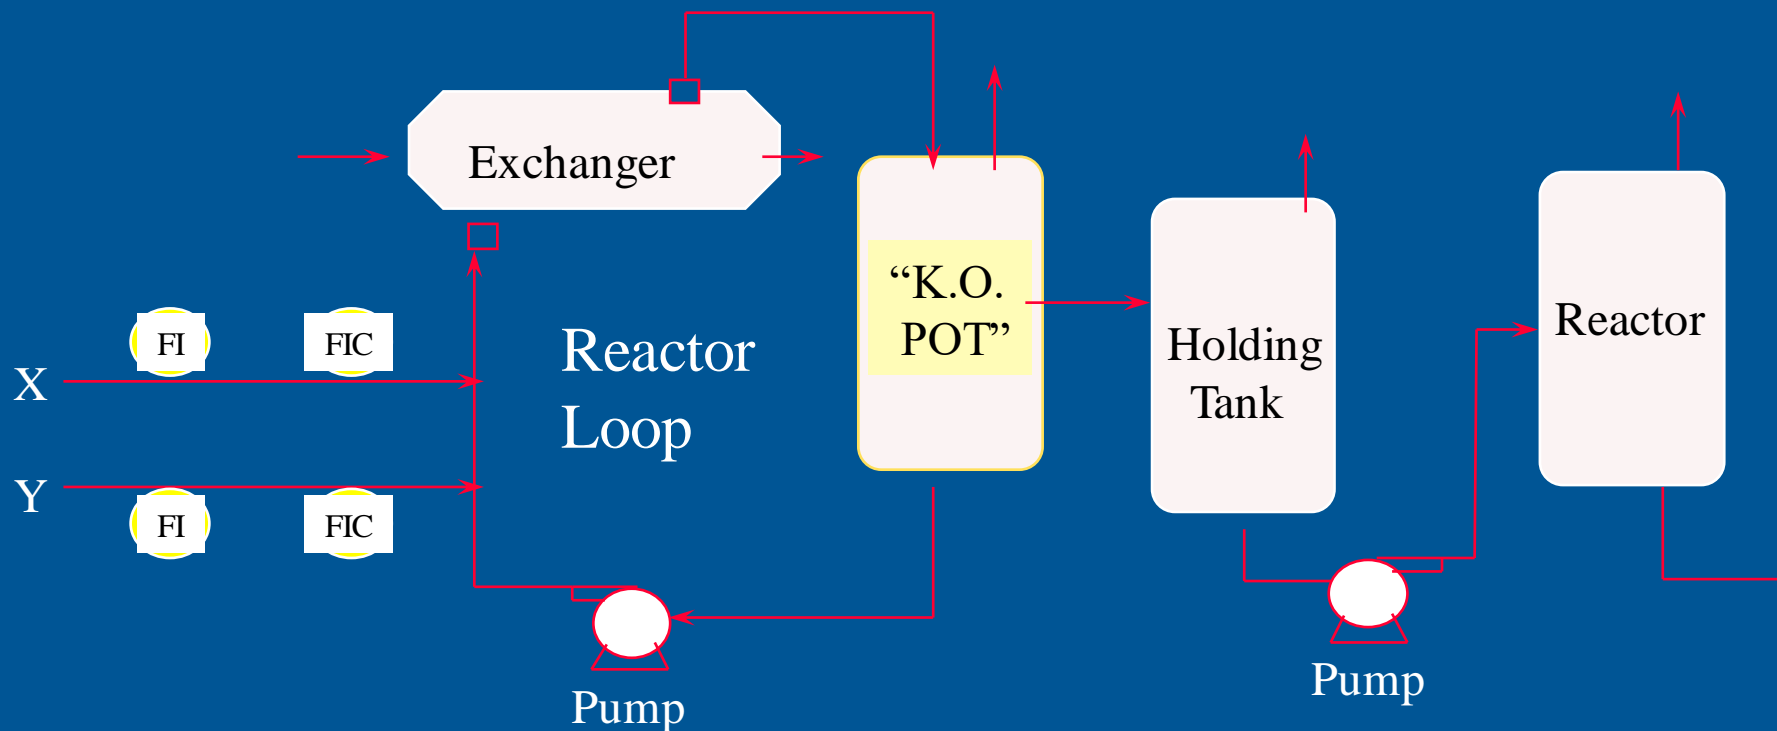 Exchanger
“K.O.
POT”
FI
FIC
Reactor
Loop
X
Y
FI
FIC
Holding
Tank
Reactor
Pump
Pump